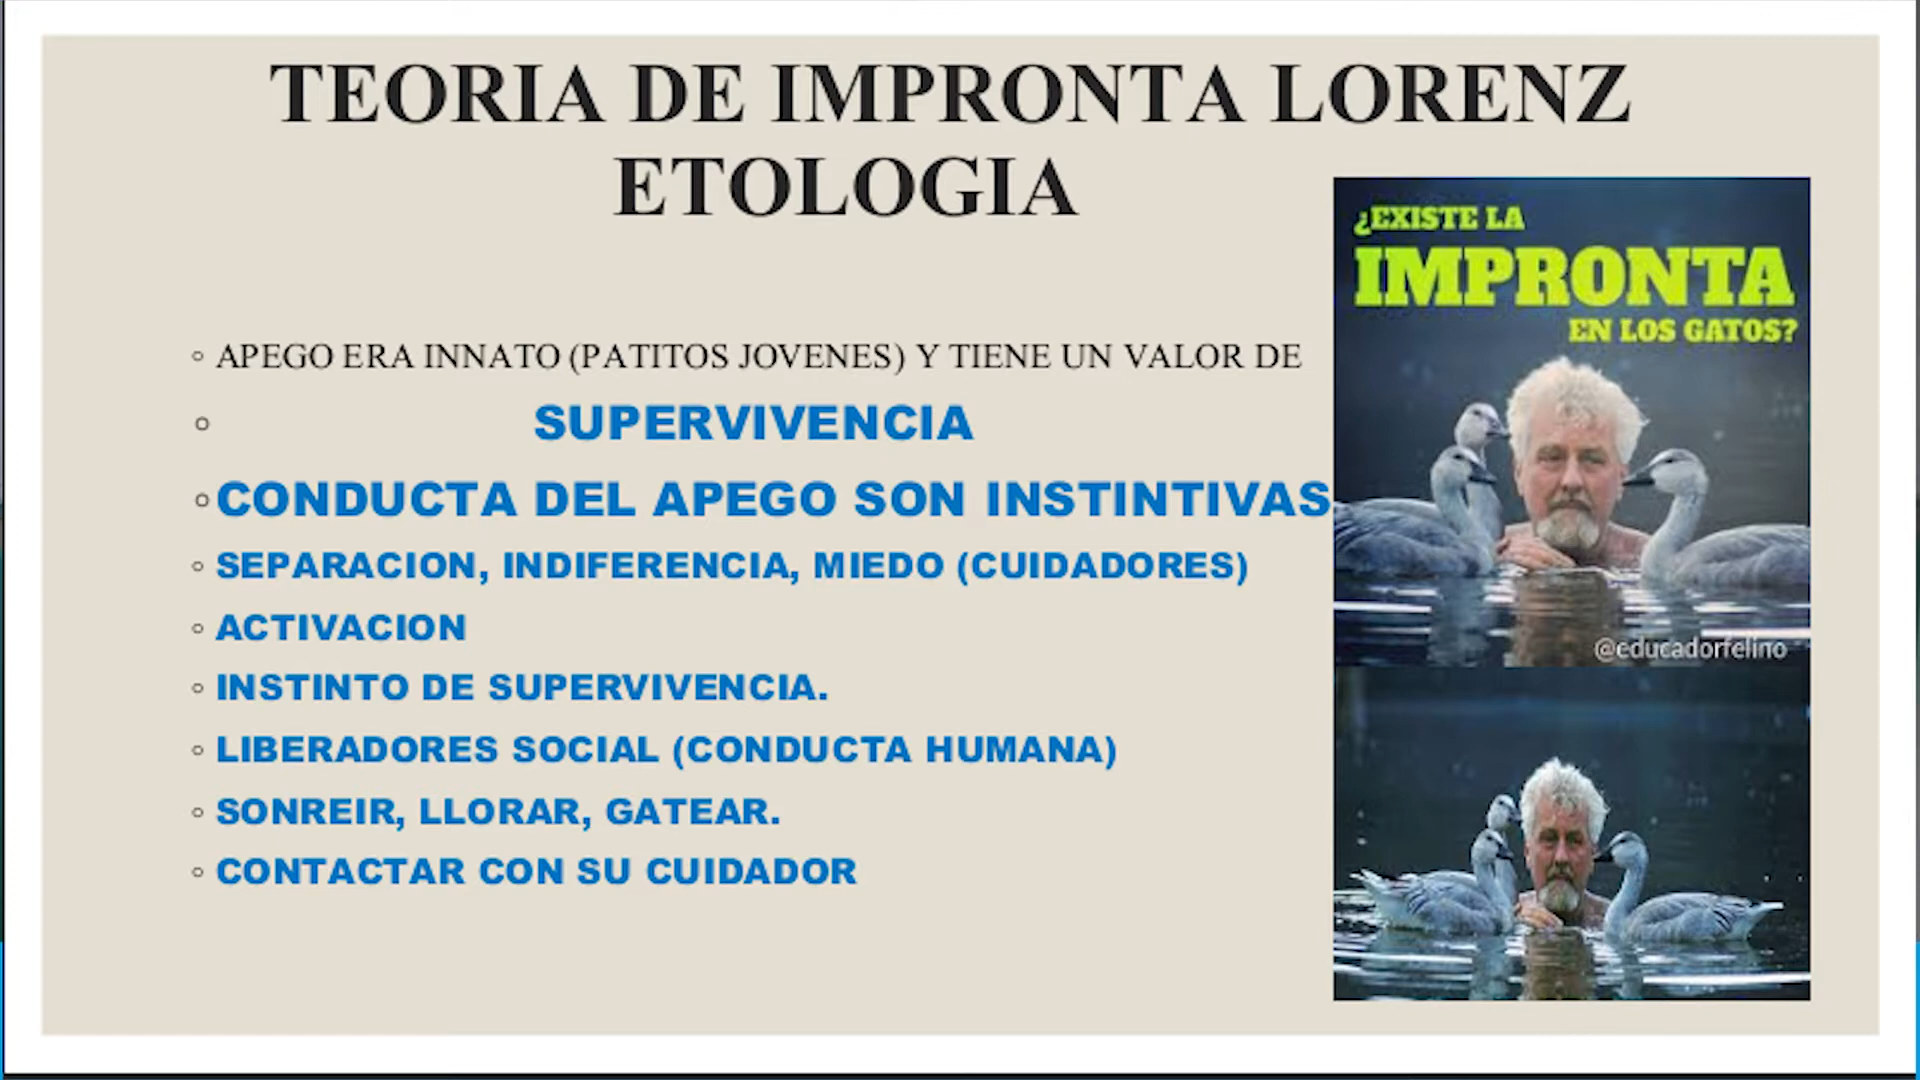 TEORIA DE IMPRONTA LORENZ
ETOLOGIA
APEGO ERA INNATO (PATITOS JOVENES) Y TIENE UN VALOR DE
SUPERVIVENCIA
CONDUCTA DEL APEGO SON INSTINTIVAS
SEPARACION, INDIFERENCIA, MIEDO (CUIDADORES)
ACTIVACION
INSTINTO DE SUPERVIVENCIA.
LIBERADORES SOCIAL (CONDUCTA HUMANA)
SONREIR, LLORAR, GATEAR.
CONTACTAR CON SU CUIDADOR
¿EXISTE LA
IMPRONTA
EN LOS GATOS?
@educadorfelino